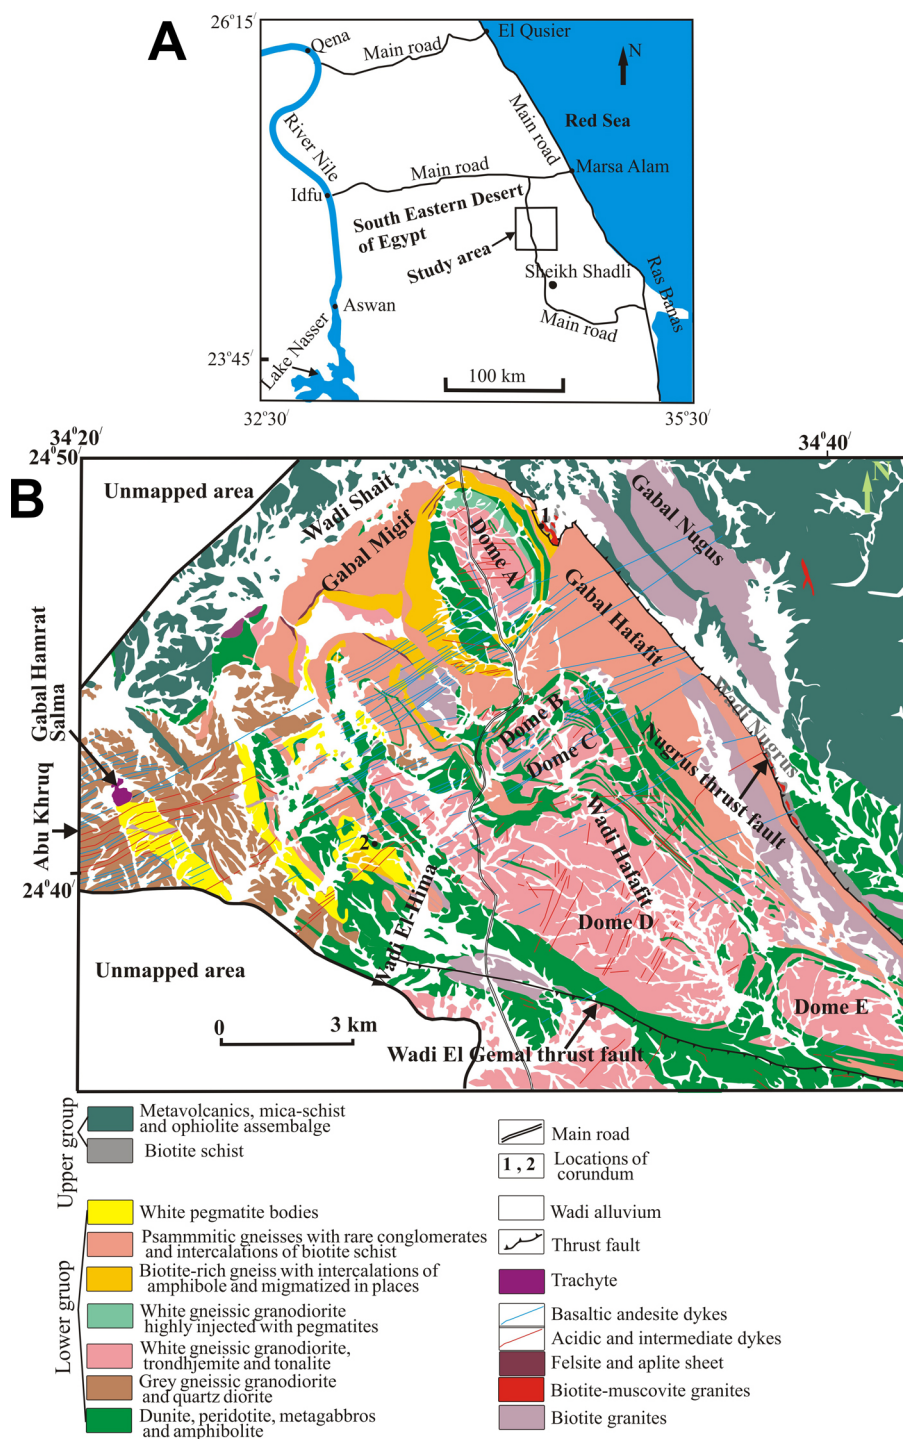 A
26°15/
Qena
Main road
El Qusier
N
River Nile
Main road
Red Sea
Main road
Marsa Alam
Idfu
South Eastern Desert
of Egypt
Study area
Sheikh Shadli
Ras Banas
Aswan
Main road
Lake Nasser
23°45/
100 km
32°30/
35°30/
34°20/
34°40/
24°50/
B
Unmapped area
Wadi Shait
Gabal Migif
Dome A
1
Gabal Nugus
N
Gabal Hafafit
Gabal Hamrat
Salma
Wadi Nugrus
Dome B
Dome C
Nugrus thrust fault
Abu Khruq
2
Wadi Hafafit
24°40/
Wadi El-Hima
Dome D
Unmapped area
Dome E
0
3 km
Wadi El Gemal thrust fault
Upper group
Metavolcanics, mica-schist
and ophiolite assembalge
Biotite schist
Lower gruop
White pegmatite bodies
Psammmitic gneisses with rare conglomerates
and intercalations of biotite schist
Biotite-rich gneiss with intercalations of
amphibole and migmatized in places
White gneissic granodiorite
highly injected with pegmatites
White gneissic granodiorite,
trondhjemite and tonalite
Grey gneissic granodiorite
and quartz diorite
Dunite, peridotite, metagabbros
and amphibolite
Main road
1 , 2
Locations of
corundum
Wadi alluvium
Thrust fault
Trachyte
Basaltic andesite dykes
Acidic and intermediate dykes
Felsite and aplite sheet
Biotite-muscovite granites
Biotite granites